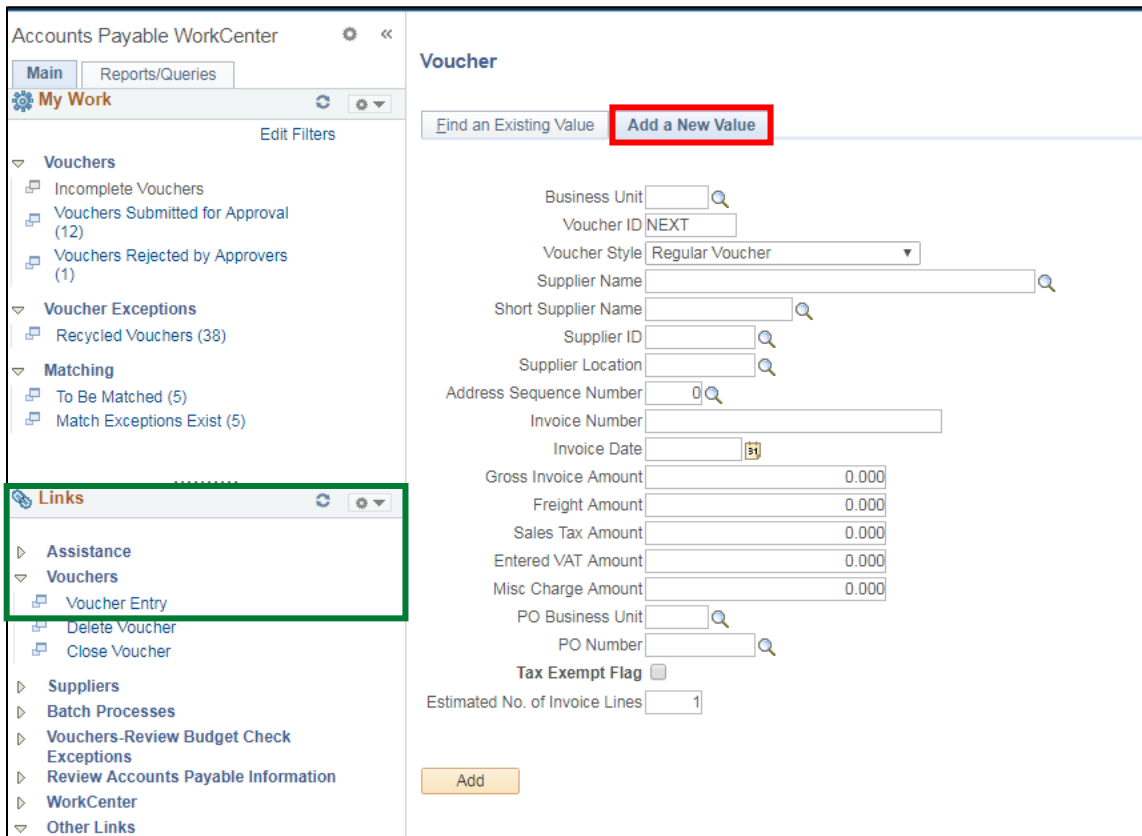 Accounts Payable WorkCenter
Main
Reports/Queries
My Work
Edit Filters
Vouchers
Incomplete Vouchers
Vouchers Submitted for Approval
(12)
Vouchers Rejected by Approvers
(1)
Voucher Exceptions
Recycled Vouchers (38)
Matching
To Be Matched (5)
Match Exceptions Exist (5)
Links
Assistance
Vouchers
Voucher Entry
Delete Voucher
Close Voucher
Suppliers
Batch Processes
Vouchers-Review Budget Check
Exceptions
Review Accounts Payable Information
WorkCenter
Other Links
Voucher
Find an Existing Value
Add a New Value
Business Unit
Voucher ID NEXT
Voucher Style Regular Voucher
Supplier Name
Short Supplier Name
Supplier ID
Supplier Location
Address Sequence Number 0
Invoice Number
Invoice Date 31
Gross Invoice Amount 0.000
Freight Amount 0.000
Sales Tax Amount 0.000
Entered VAT Amount 0.000
Misc Charge Amount 0.000
PO Business Unit
PO Number
Tax Exempt Flag
Estimated No. of Invoice Lines 1
Add